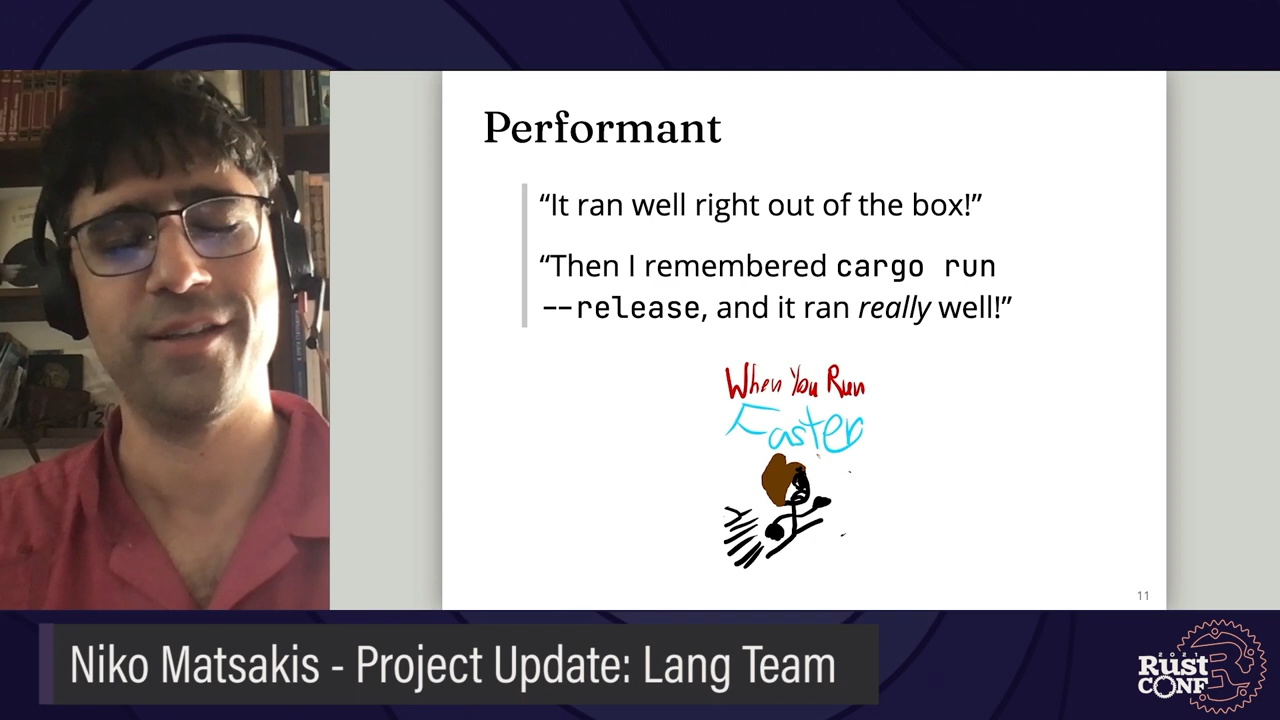 Performant
“It ran well right out of the box!”
“Then I remembered cargo run
--release, and it ran really well!”
When You Run
Faster
11
Niko Matsakis - Project Update: Lang Team
2021
Rust
CONF